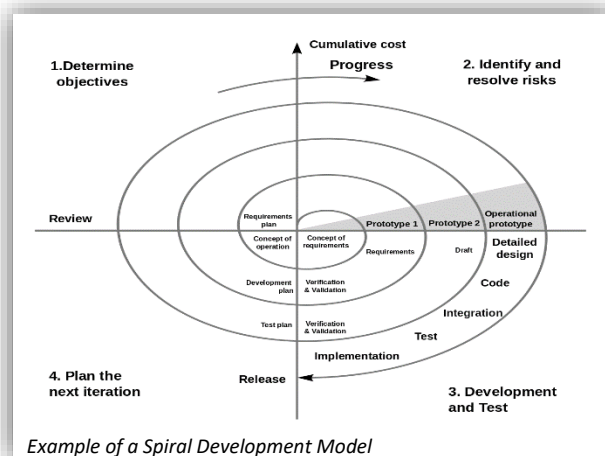 Cumulative cost
Progress
1.Determine
objectives
2. Identify and
resolve risks
Review
Requirements
plan
Prototype 1
Prototype 2
Operational
prototype
Concept of
operation
Concept of
requirements
Requirements
Draft
Detailed
design
Development
plan
Verification
& Validation
Code
Integration
Test plan
Verification
& Validation
Test
Implementation
4. Plan the
next iteration
Release
3. Development
and Test
Example of a Spiral Development Model